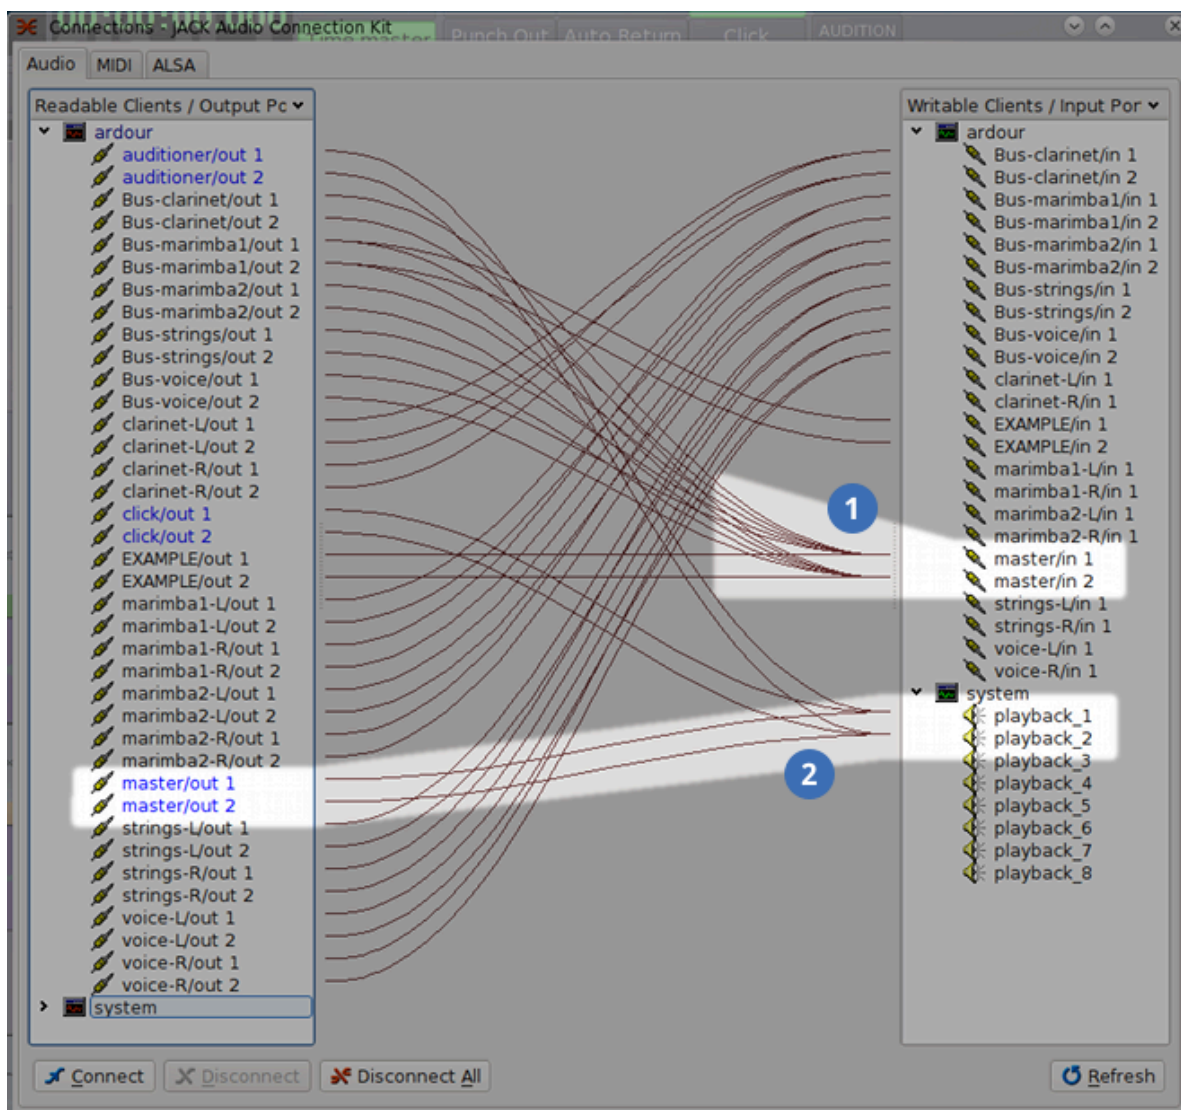 Connections - JACK Audio Connection Kit
Time master
Punch Out
Auto Return
Click
AUDITION
Audio
MIDI
ALSA
Readable Clients / Output Pc
ardour
auditioner/out 1
auditioner/out 2
Bus-clarinet/out 1
Bus-clarinet/out 2
Bus-marimba1/out 1
Bus-marimba1/out 2
Bus-marimba2/out 1
Bus-marimba2/out 2
Bus-strings/out 1
Bus-strings/out 2
Bus-voice/out 1
Bus-voice/out 2
clarinet-L/out 1
clarinet-L/out 2
clarinet-R/out 1
clarinet-R/out 2
click/out 1
click/out 2
EXAMPLE/out 1
EXAMPLE/out 2
marimba1-L/out 1
marimba1-L/out 2
marimba1-R/out 1
marimba1-R/out 2
marimba2-L/out 1
marimba2-L/out 2
marimba2-R/out 1
marimba2-R/out 2
master/out 1
master/out 2
strings-L/out 1
strings-L/out 2
strings-R/out 1
strings-R/out 2
voice-L/out 1
voice-L/out 2
voice-R/out 1
voice-R/out 2
system
1
2
Writable Clients / Input Por
ardour
Bus-clarinet/in 1
Bus-clarinet/in 2
Bus-marimba1/in 1
Bus-marimba1/in 2
Bus-marimba2/in 1
Bus-marimba2/in 2
Bus-strings/in 1
Bus-strings/in 2
Bus-voice/in 1
Bus-voice/in 2
clarinet-L/in 1
clarinet-R/in 1
EXAMPLE/in 1
EXAMPLE/in 2
marimba1-L/in 1
marimba1-R/in 1
marimba2-L/in 1
marimba2-R/in 1
master/in 1
master/in 2
strings-L/in 1
strings-R/in 1
voice-L/in 1
voice-R/in 1
system
playback_1
playback_2
playback_3
playback_4
playback_5
playback_6
playback_7
playback_8
Connect
Disconnect
Disconnect All
Refresh